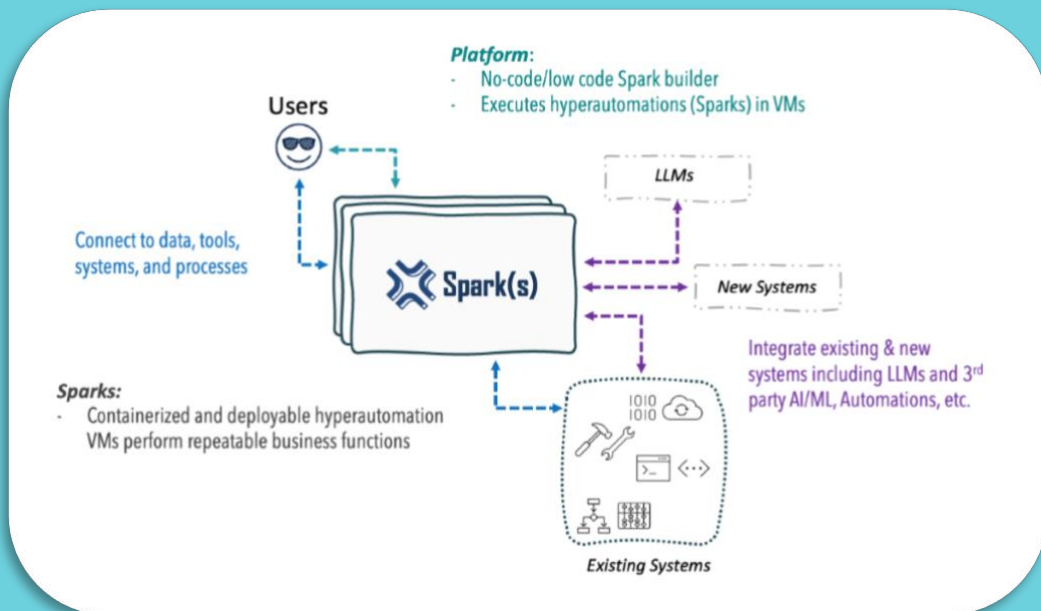 Platform:
- No-code/low code Spark builder
- Executes hyperautomations (Sparks) in VMs
Users
LLMs
Connect to data, tools,
systems, and processes
Spark(s)
New Systems
Integrate existing & new
systems including LLMs and 3rd
party AI/ML, Automations, etc.
Sparks:
- Containerized and deployable hyperautomation
VMs perform repeatable business functions
1010
1010
>_
<··>
Existing Systems